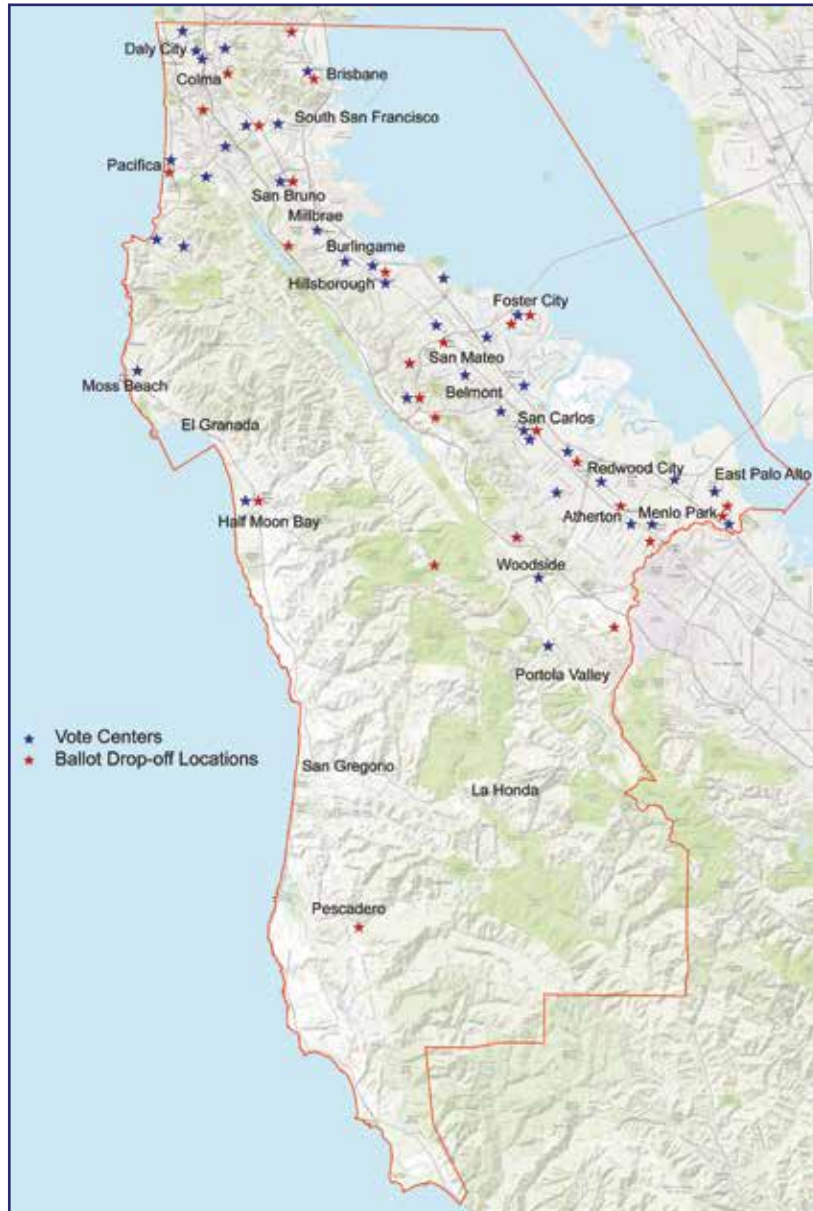 Daly City
Colma
Brisbane
South San Francisco
Pacifica
San Bruno
Millbrae
Burlingame
Hillsborough
Foster City
San Mateo
Moss Beach
Belmont
El Granada
San Carlos
Redwood City
East Palo Alto
Half Moon Bay
Atherton
Menlo Park
Woodside
Portola Valley
Vote Centers
Ballot Drop-off Locations
San Gregorio
La Honda
Pescadero